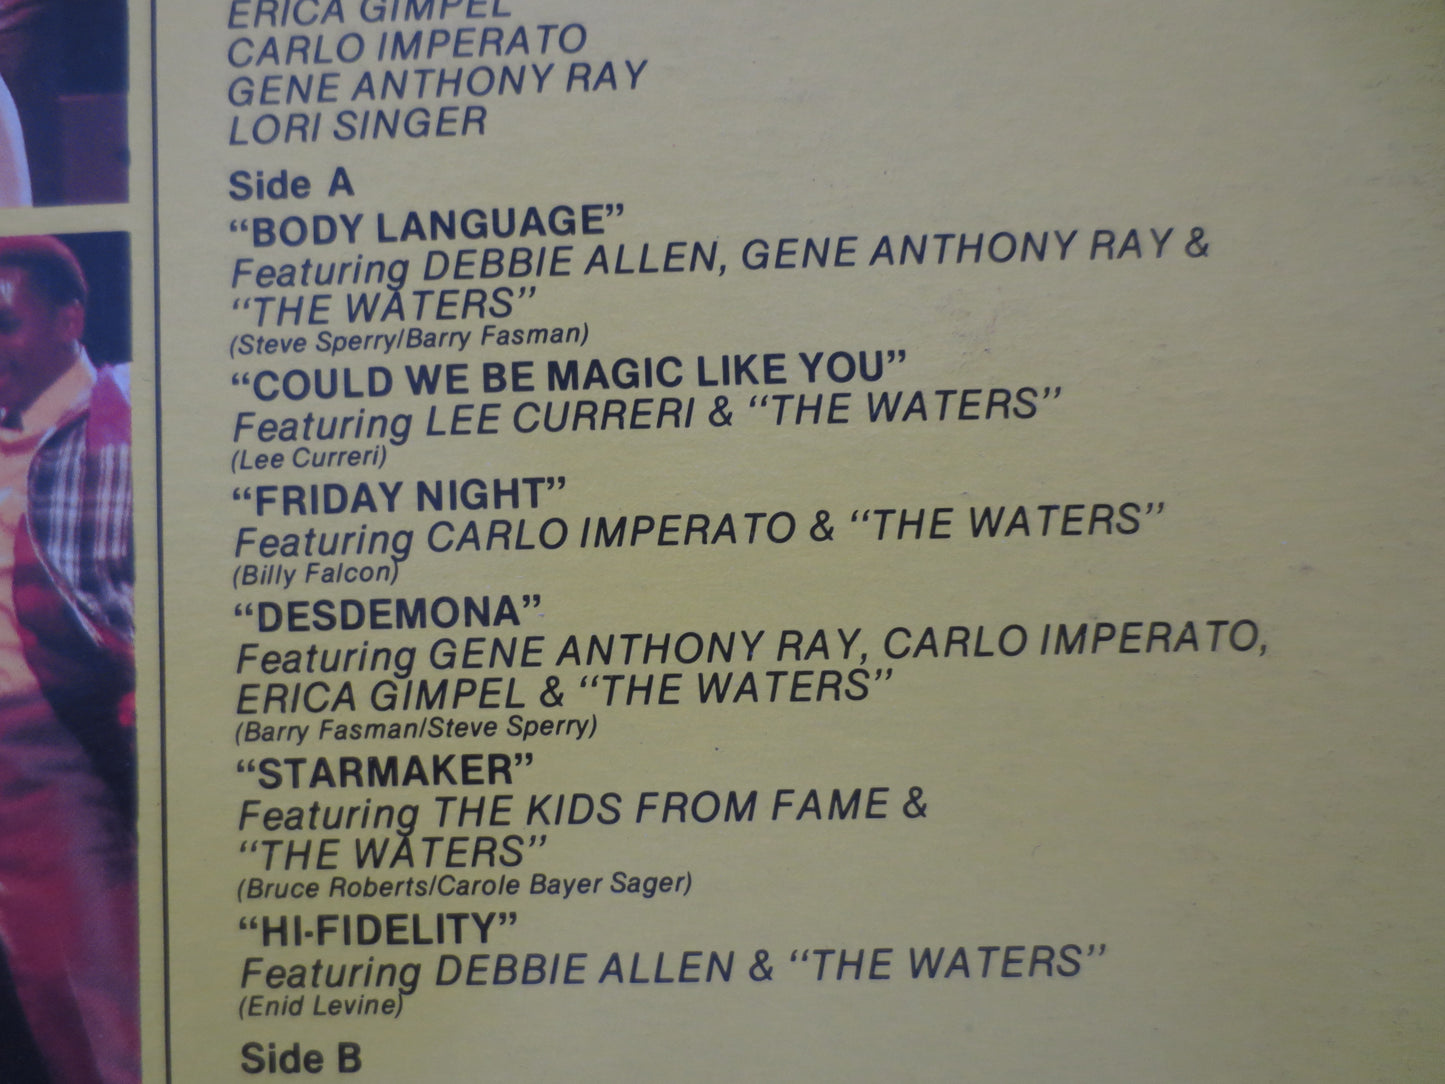 ERICA GIMPEL
CARLO IMPERATO
GENE ANTHONY RAY
LORI SINGER
Side A
“BODY LANGUAGE”
Featuring DEBBIE ALLEN, GENE ANTHONY RAY &
“THE WATERS”
(Steve Sperry/Barry Fasman)
“COULD WE BE MAGIC LIKE YOU”
Featuring LEE CURRERI & “THE WATERS”
(Lee Curreri)
“FRIDAY NIGHT”
Featuring CARLO IMPERATO & “THE WATERS”
(Billy Falcon)
“DESDEMONA”
Featuring GENE ANTHONY RAY, CARLO IMPERATO,
ERICA GIMPEL & “THE WATERS”
(Barry Fasman/Steve Sperry)
“STARMAKER”
Featuring THE KIDS FROM FAME &
“THE WATERS”
(Bruce Roberts/Carole Bayer Sager)
“HI-FIDELITY”
Featuring DEBBIE ALLEN & “THE WATERS”
(Enid Levine)
Side B